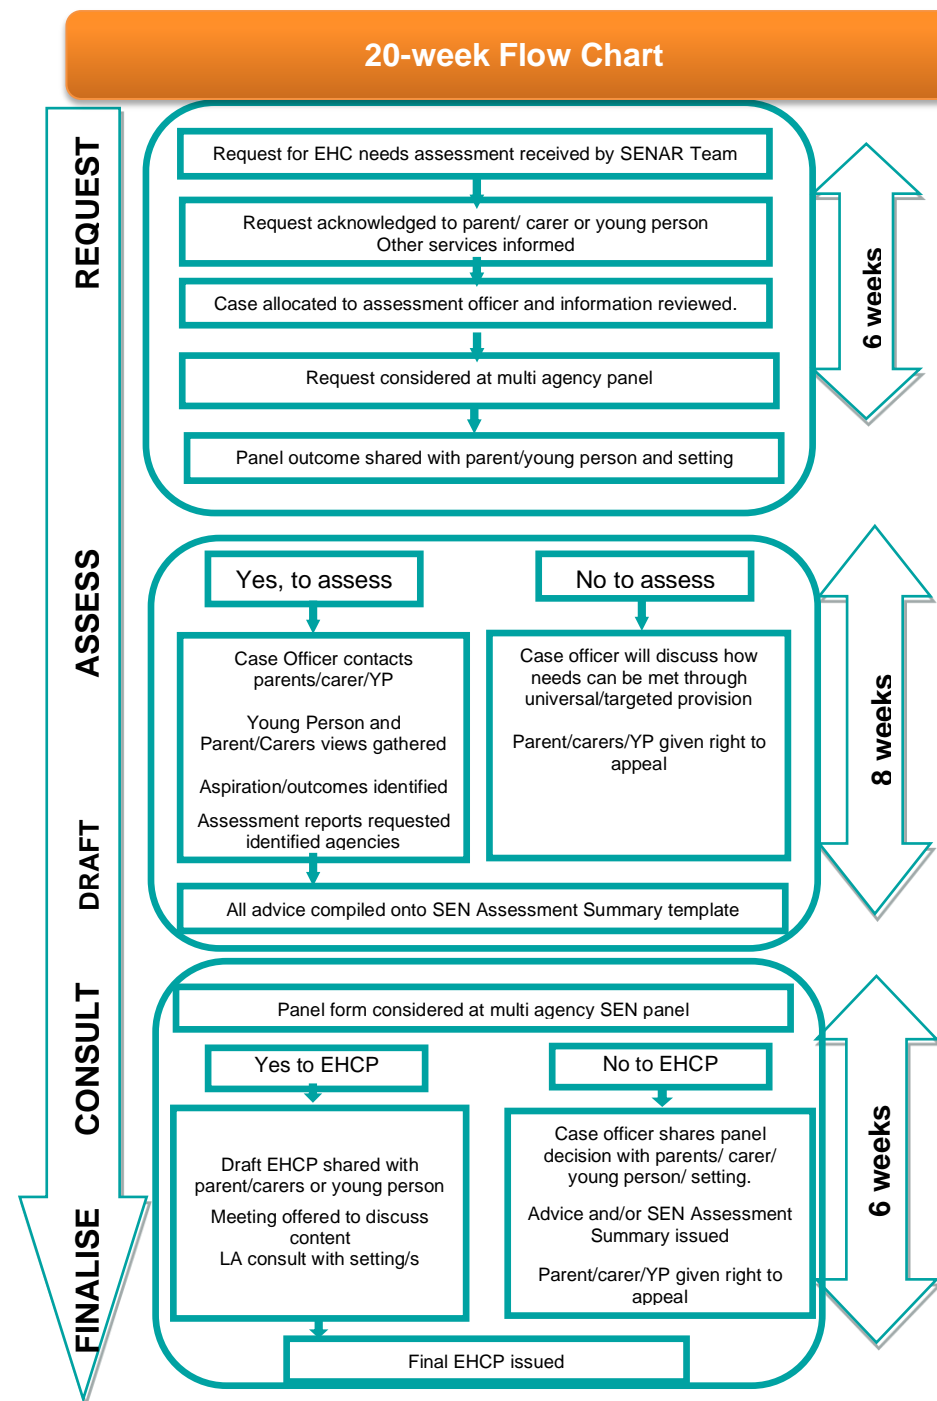 20-week Flow Chart
REQUEST
Request for EHC needs assessment received by SENAR Team
Request acknowledged to parent/ carer or young person
Other services informed
Case allocated to assessment officer and information reviewed.
Request considered at multi agency panel
Panel outcome shared with parent/young person and setting
6 weeks
ASSESS
Yes, to assess
Case Officer contacts
parents/carer/YP
Young Person and
Parent/Carers views gathered
Aspiration/outcomes identified
Assessment reports requested
identified agencies
No to assess
Case officer will discuss how
needs can be met through
universal/targeted provision
Parent/carers/YP given right to
appeal
8 weeks
DRAFT
All advice compiled onto SEN Assessment Summary template
CONSULT
Panel form considered at multi agency SEN panel
Yes to EHCP
Draft EHCP shared with
parent/carers or young person
Meeting offered to discuss
content
LA consult with setting/s
No to EHCP
Case officer shares panel
decision with parents/ carer/
young person/ setting.
Advice and/or SEN Assessment
Summary issued
Parent/carer/YP given right to
appeal
6 weeks
FINALISE
Final EHCP issued